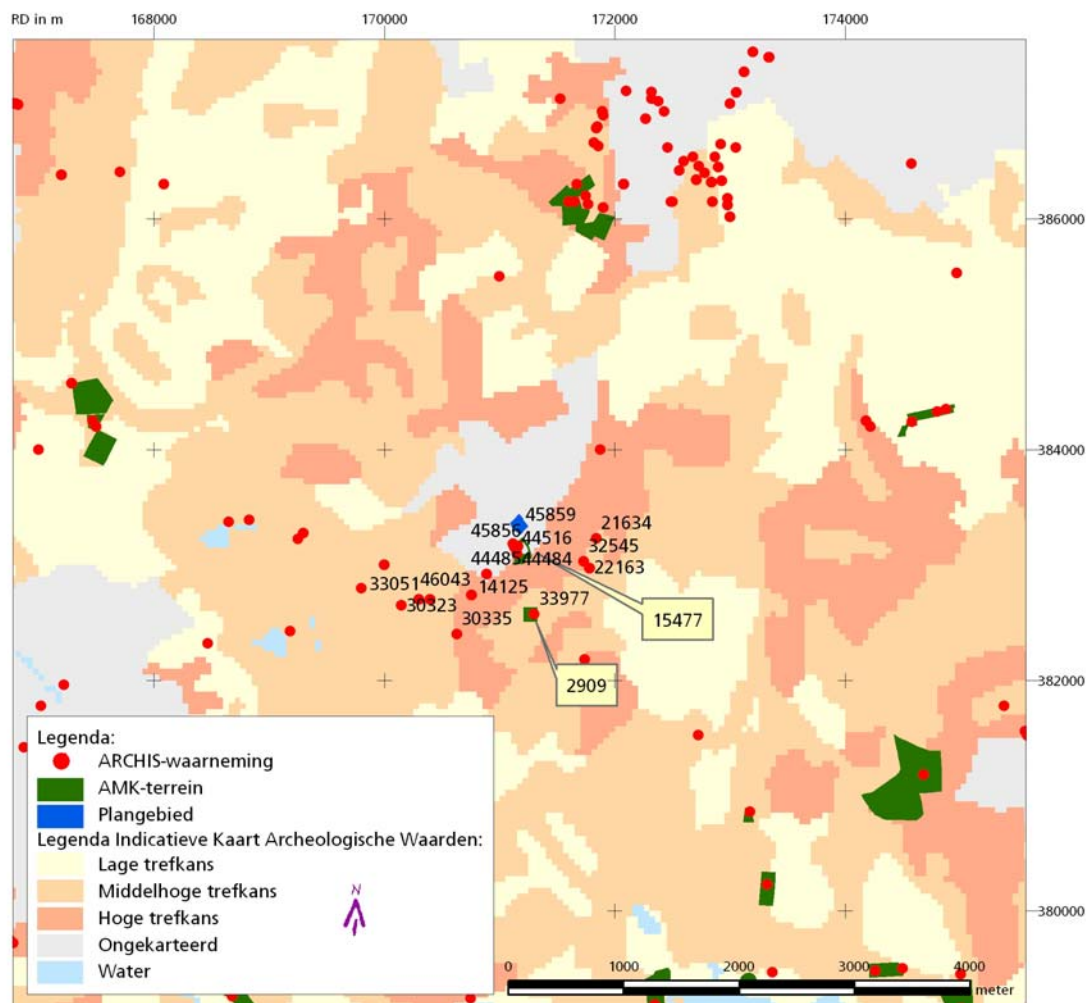 RD in m
168000 170000 172000 174000
386000
384000
45859
45856 21634
44516
32545
44485 44484
22163
33051 46043 14125
30323 33977
15477
30335
2909
382000
Legenda:
ARCHIS-waarneming
AMK-terrein
Plangebied
Legenda Indicatieve Kaart Archeologische Waarden:
Lage trefkans
Middelhoge trefkans
Hoge trefkans
Ongekarteerd
Water
N
380000
0 1000 2000 3000 4000
meter